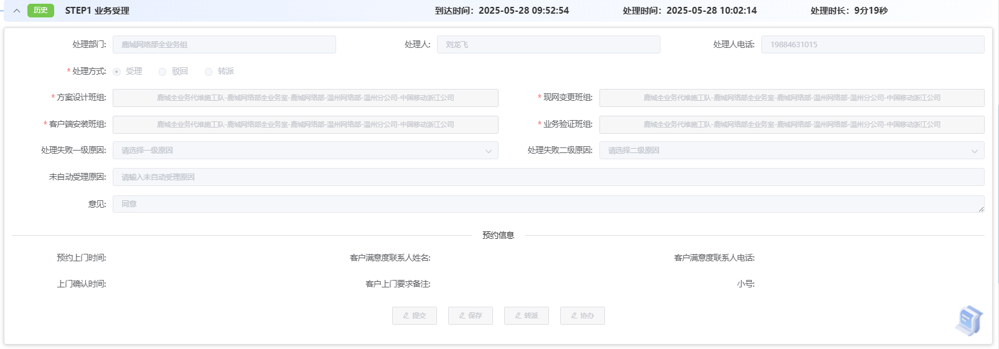 历史 STEP1 业务受理 到达时间：2025-05-28 09:52:54 处理时间：2025-05-28 10:02:14 处理时长：9分19秒
处理部门: 鹿城网络部全业务组 处理人: 刘龙飞 处理人电话: 19884631015
* 处理方式: 受理 驳回 转派
* 方案设计班组: 鹿城全业务代维施工队-鹿城网络部全业务室-鹿城网络部-温州网络部-温州分公司-中国移动浙江公司 * 现网变更班组: 鹿城全业务代维施工队-鹿城网络部全业务室-鹿城网络部-温州网络部-温州分公司-中国移动浙江公司
* 客户端安装班组: 鹿城全业务代维施工队-鹿城网络部全业务室-鹿城网络部-温州网络部-温州分公司-中国移动浙江公司 * 业务验证班组: 鹿城全业务代维施工队-鹿城网络部全业务室-鹿城网络部-温州网络部-温州分公司-中国移动浙江公司
处理失败一级原因: 请选择一级原因 处理失败二级原因: 请选择二级原因
未自动受理原因: 请输入未自动受理原因
意见: 同意
预约信息
预约上门时间: 客户满意度联系人姓名: 客户满意度联系人电话:
上门确认时间: 客户上门要求备注: 小号:
提交 保存 转派 协办